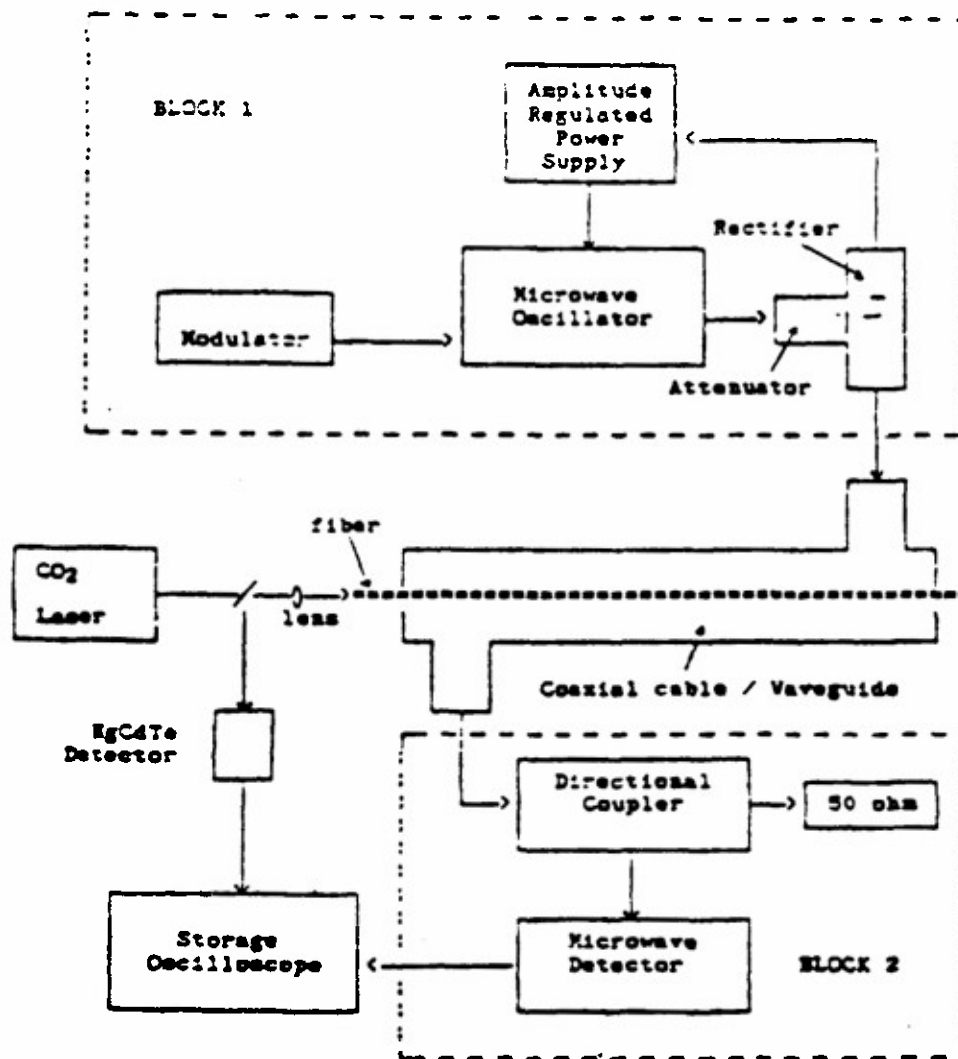 BLOCK 1
Amplitude
Regulated
Power
Supply
Rectifier
Microwave
Oscillator
Modulator
Attenuator
fiber
CO₂
Laser
lens
Coaxial cable / Waveguide
HgCdTe
Detector
Directional
Coupler
50 ohm
Storage
Oscilloscope
Microwave
Detector
BLOCK 2